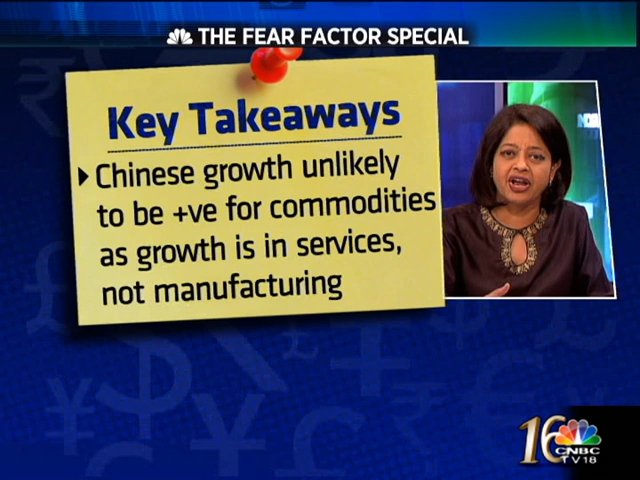 THE FEAR FACTOR SPECIAL
Key Takeaways
Chinese growth unlikely
to be +ve for commodities
as growth is in services,
not manufacturing
16
CNBC
TV18